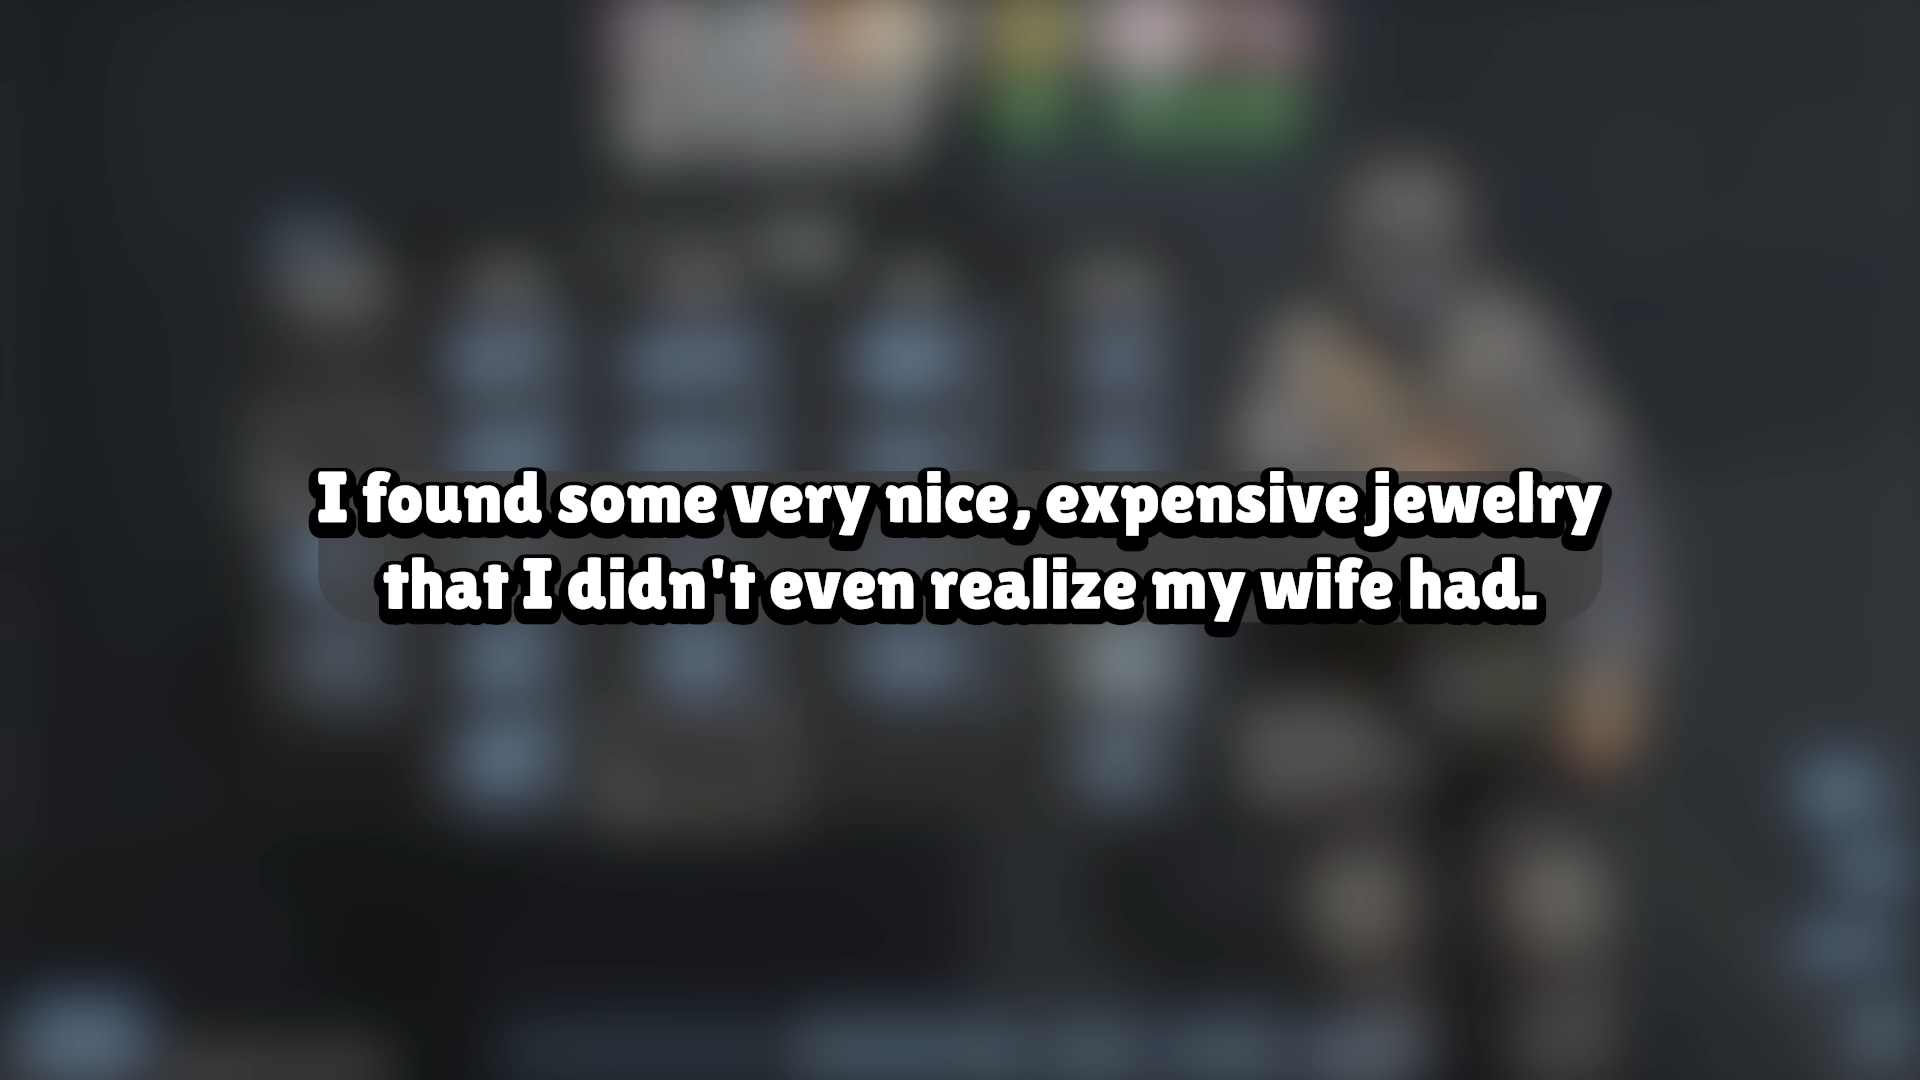 I found some very nice, expensive jewelry
that I didn't even realize my wife had.